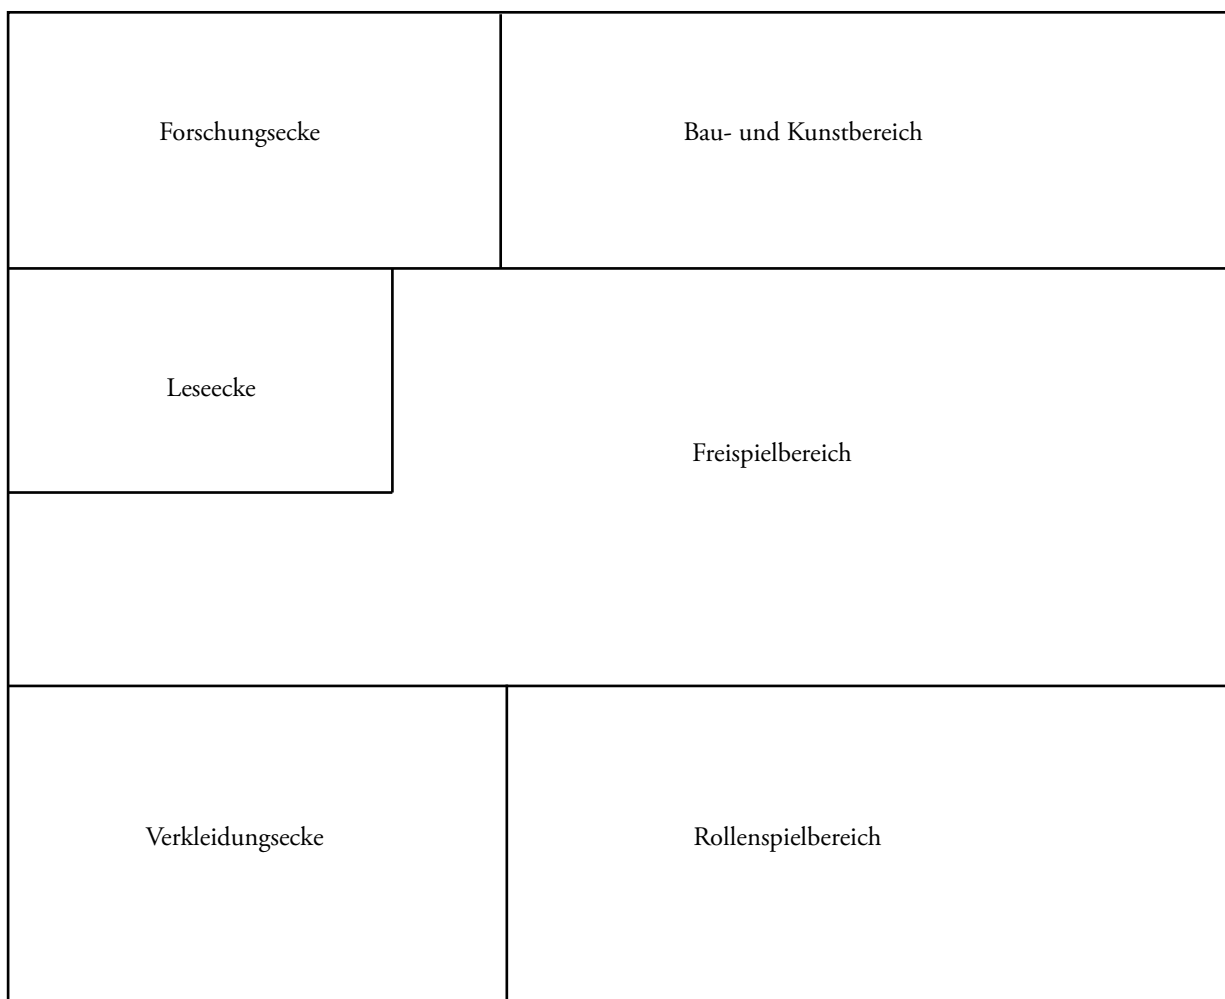 Forschungsecke
Bau- und Kunstbereich
Leseecke
Freispielbereich
Verkleidungsecke
Rollenspielbereich